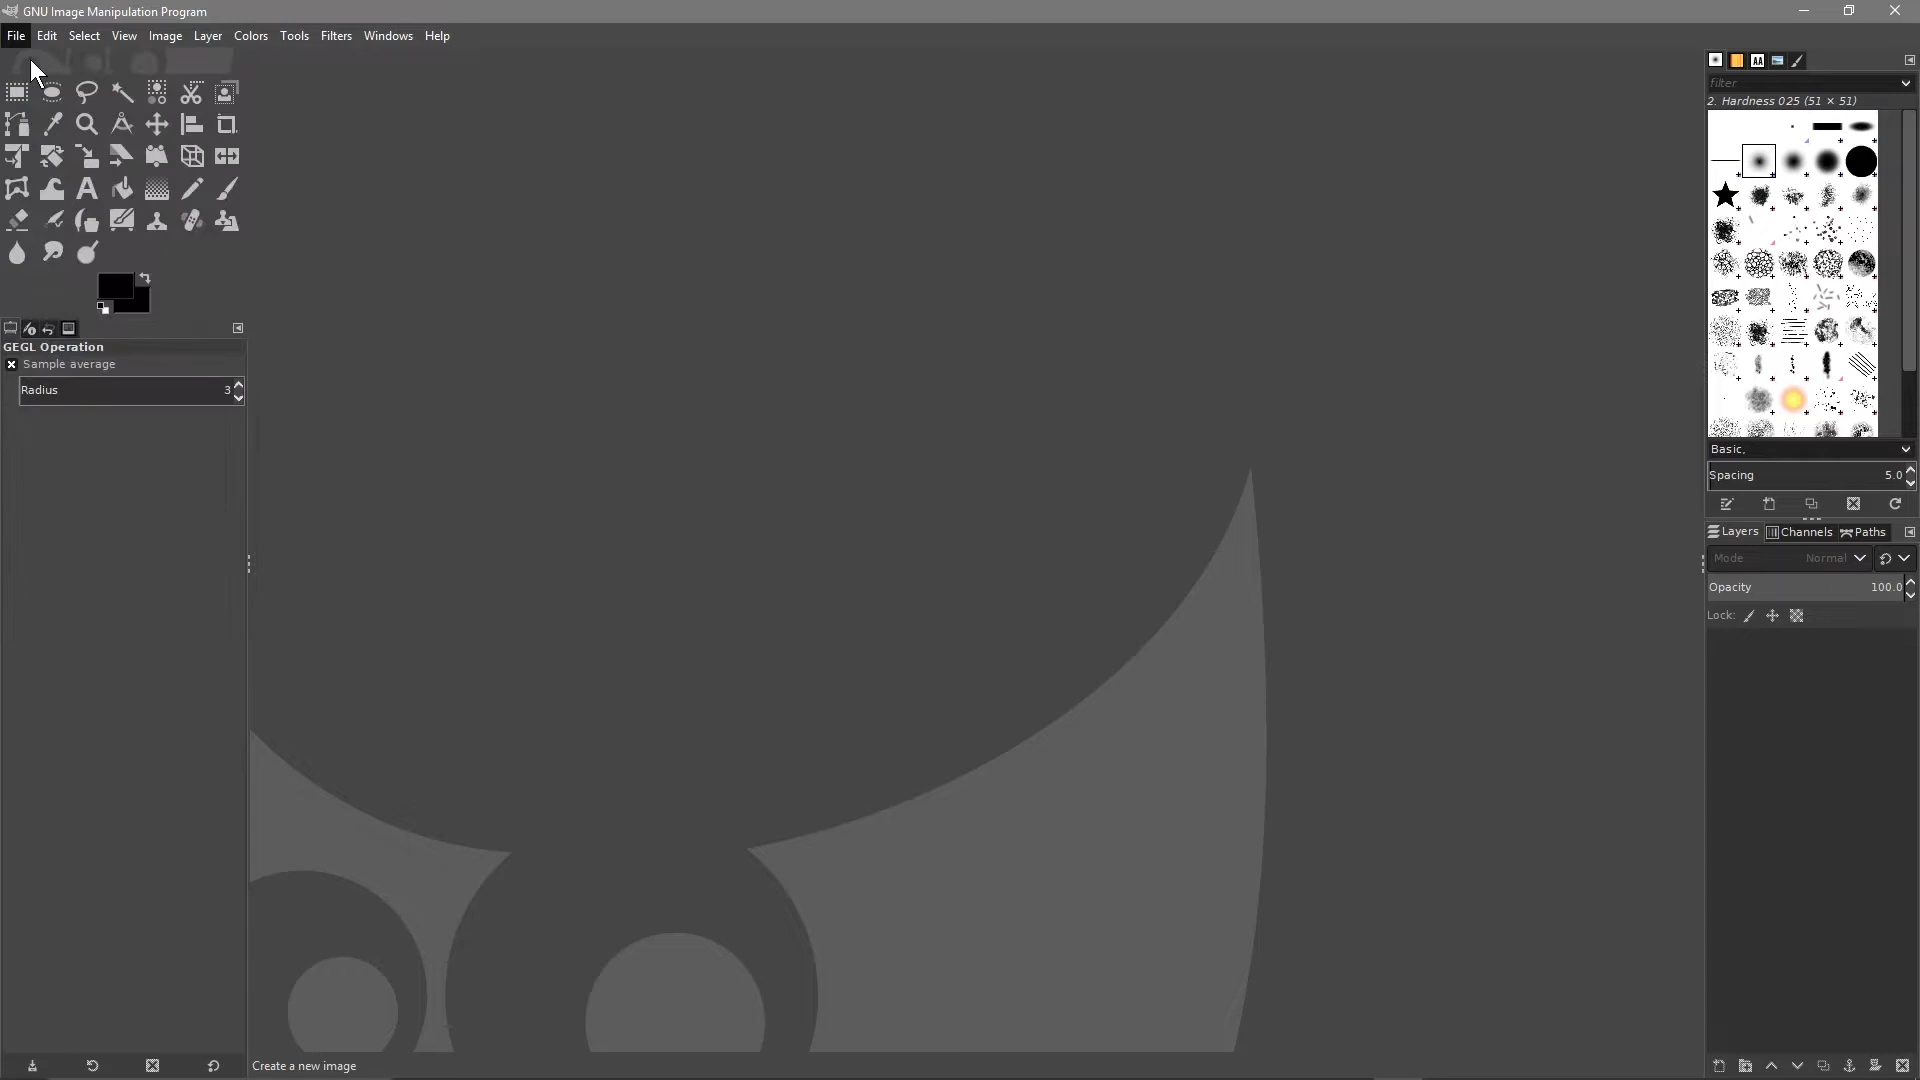 GNU Image Manipulation Program
File Edit Select View Image Layer Colors Tools Filters Windows Help
filter
2. Hardness 025 (51 × 51)
GEGL Operation
Sample average
Radius 3
Basic,
Spacing 5.0
Layers Channels Paths
Mode Normal
Opacity 100.0
Lock:
Create a new image